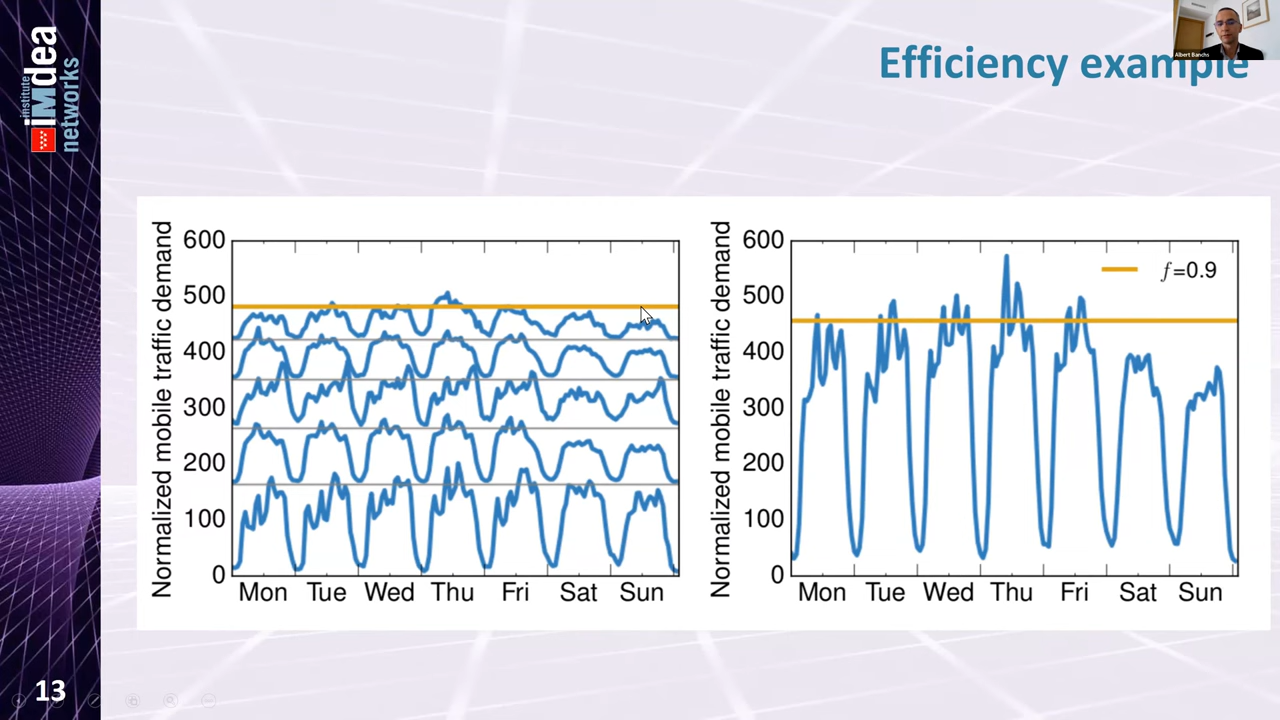 institute
iMdea
networks
Efficiency example
Albert Banchs
Normalized mobile traffic demand
600
500
400
300
200
100
0
Mon Tue Wed Thu Fri Sat Sun
Normalized mobile traffic demand
600
500
400
300
200
100
0
f=0.9
Mon Tue Wed Thu Fri Sat Sun
13